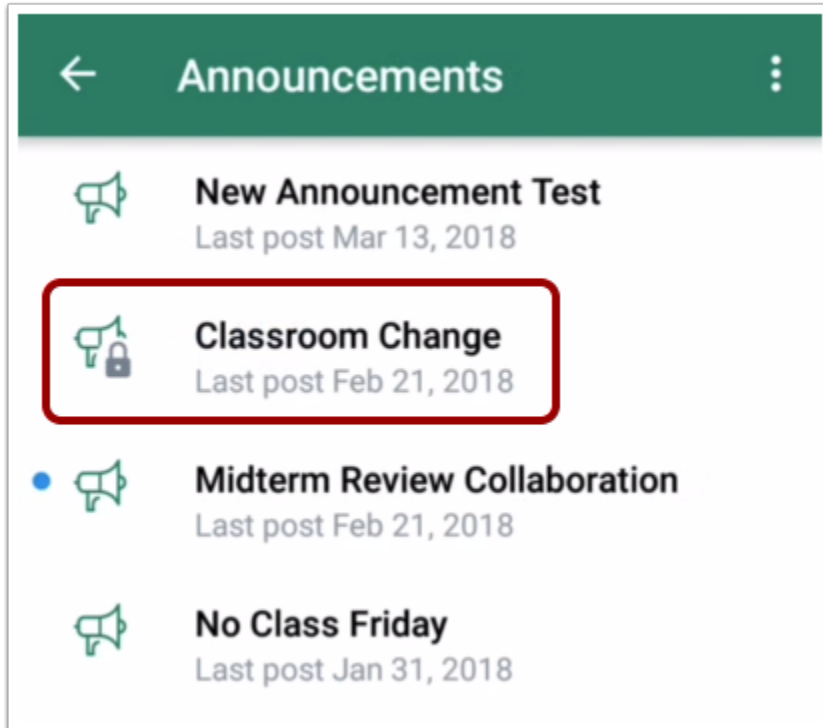 Announcements
New Announcement Test
Last post Mar 13, 2018
Classroom Change
Last post Feb 21, 2018
Midterm Review Collaboration
Last post Feb 21, 2018
No Class Friday
Last post Jan 31, 2018